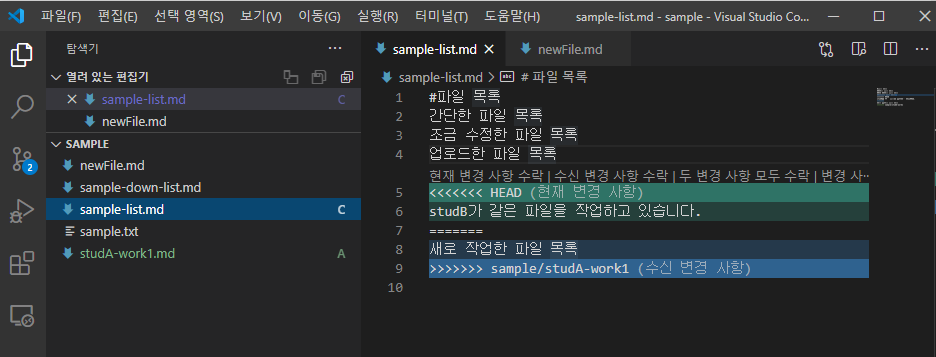 파일(F) 편집(E) 선택 영역(S) 보기(V) 이동(G) 실행(R) 터미널(T) 도움말(H) sample-list.md - sample - Visual Studio Co...
탐색기
열려 있는 편집기
sample-list.md C
newFile.md
SAMPLE
newFile.md
sample-down-list.md
sample-list.md C
sample.txt
studA-work1.md A
2
sample-list.md newFile.md
sample-list.md > abc # 파일 목록
1 #파일 목록
2 간단한 파일 목록
3 조금 수정한 파일 목록
4 업로드한 파일 목록
현재 변경 사항 수락 | 수신 변경 사항 수락 | 두 변경 사항 모두 수락 | 변경 사...
5 <<<<<<< HEAD (현재 변경 사항)
6 studB가 같은 파일을 작업하고 있습니다.
7 =======
8 새로 작업한 파일 목록
9 >>>>>>> sample/studA-work1 (수신 변경 사항)
10